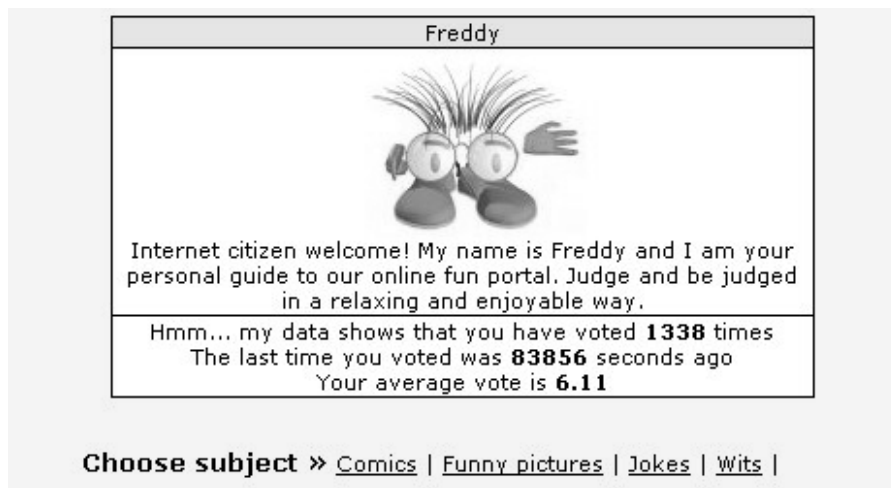 Freddy
Internet citizen welcome! My name is Freddy and I am your
personal guide to our online fun portal. Judge and be judged
in a relaxing and enjoyable way.
Hmm... my data shows that you have voted 1338 times
The last time you voted was 83856 seconds ago
Your average vote is 6.11
Choose subject » Comics | Funny pictures | Jokes | Wits |